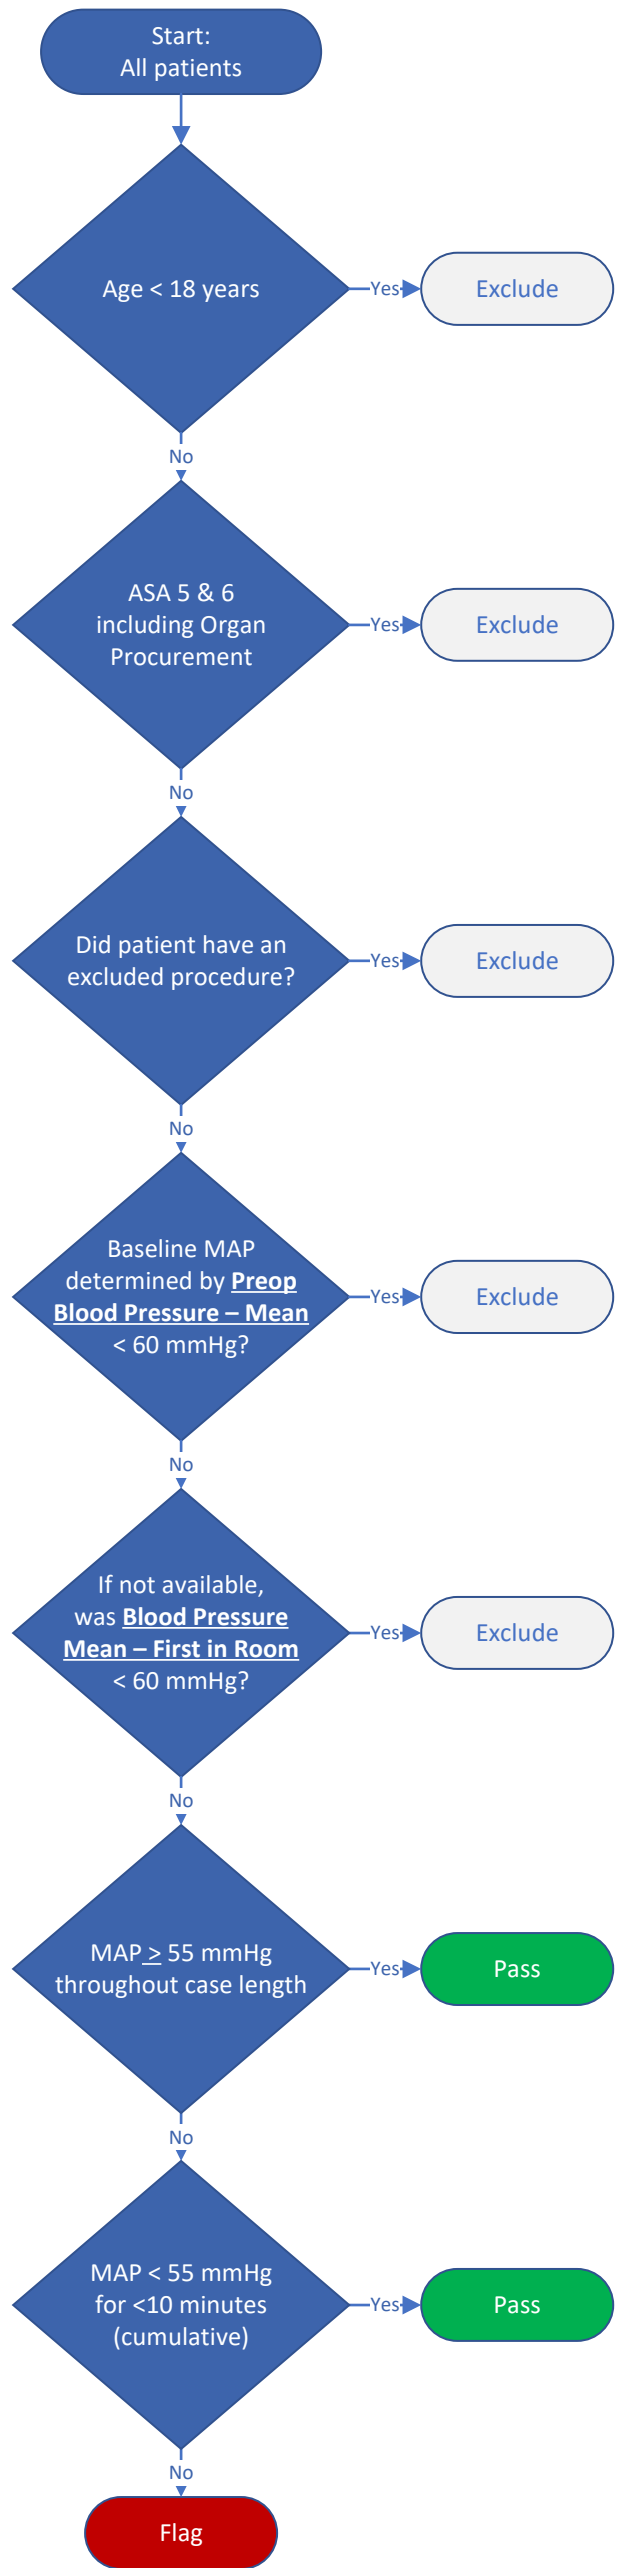 Start:
All patients
Age < 18 years
Yes
Exclude
No
ASA 5 & 6
including Organ
Procurement
Yes
Exclude
No
Did patient have an
excluded procedure?
Yes
Exclude
No
Baseline MAP
determined by Preop
Blood Pressure – Mean
< 60 mmHg?
Yes
Exclude
No
If not available,
was Blood Pressure
Mean – First in Room
< 60 mmHg?
Yes
Exclude
No
MAP > 55 mmHg
throughout case length
Yes
Pass
No
MAP < 55 mmHg
for <10 minutes
(cumulative)
Yes
Pass
No
Flag